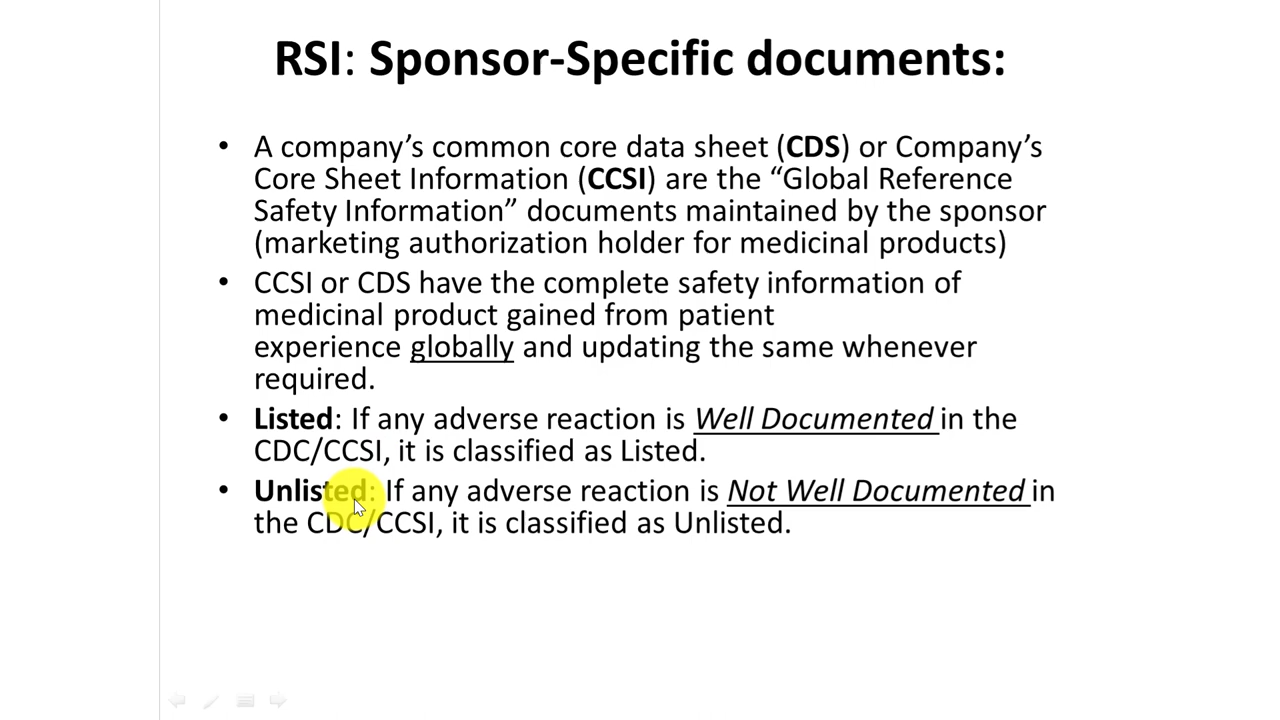 RSI: Sponsor-Specific documents:
• A company’s common core data sheet (CDS) or Company’s
Core Sheet Information (CCSI) are the “Global Reference
Safety Information” documents maintained by the sponsor
(marketing authorization holder for medicinal products)
• CCSI or CDS have the complete safety information of
medicinal product gained from patient
experience globally and updating the same whenever
required.
• Listed: If any adverse reaction is Well Documented in the
CDC/CCSI, it is classified as Listed.
• Unlisted: If any adverse reaction is Not Well Documented in
the CDC/CCSI, it is classified as Unlisted.